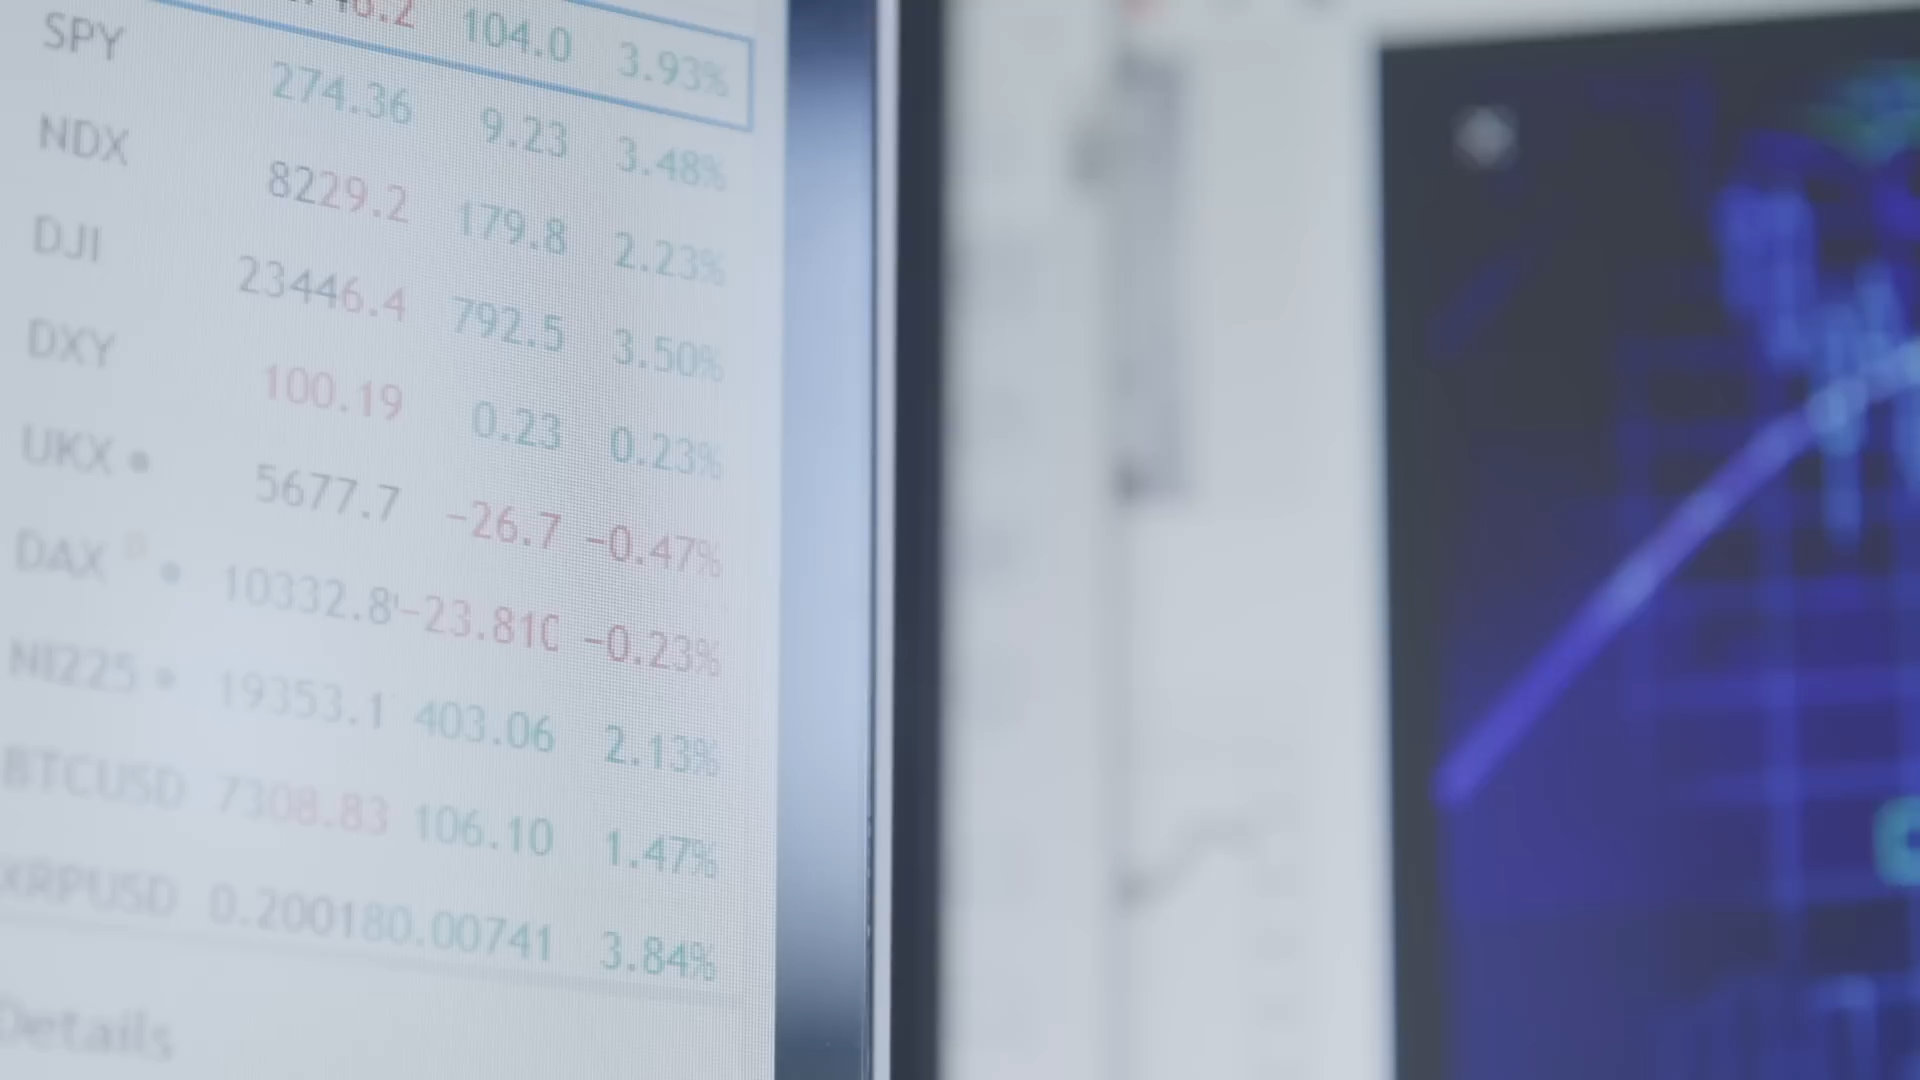 104.0 3.93%
SPY 274.36 9.23 3.48%
NDX 8229.2 179.8 2.23%
DJI 23446.4 792.5 3.50%
DXY 100.19 0.23 0.23%
UKX 5677.7 −26.7 −0.47%
DAX 10332.8 −0.23%
NI225 19353.1 403.06 2.13%
BTCUSD 7308.83 106.10 1.47%
XRPUSD 0.200180.00741 3.84%
Details